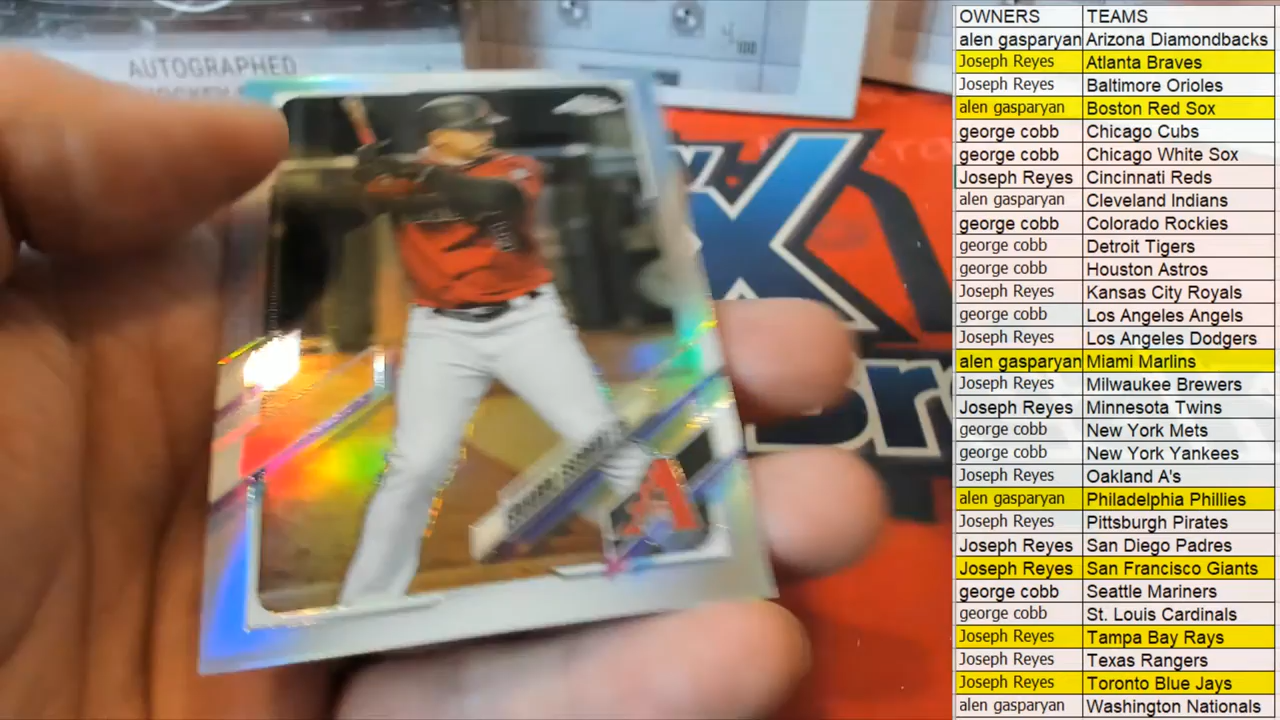 AUTOGRAPHED
OWNERS TEAMS
alen gasparyan Arizona Diamondbacks
Joseph Reyes Atlanta Braves
Joseph Reyes Baltimore Orioles
alen gasparyan Boston Red Sox
george cobb Chicago Cubs
george cobb Chicago White Sox
Joseph Reyes Cincinnati Reds
alen gasparyan Cleveland Indians
george cobb Colorado Rockies
george cobb Detroit Tigers
george cobb Houston Astros
Joseph Reyes Kansas City Royals
george cobb Los Angeles Angels
Joseph Reyes Los Angeles Dodgers
alen gasparyan Miami Marlins
Joseph Reyes Milwaukee Brewers
Joseph Reyes Minnesota Twins
george cobb New York Mets
george cobb New York Yankees
Joseph Reyes Oakland A's
alen gasparyan Philadelphia Phillies
Joseph Reyes Pittsburgh Pirates
Joseph Reyes San Diego Padres
Joseph Reyes San Francisco Giants
george cobb Seattle Mariners
george cobb St. Louis Cardinals
Joseph Reyes Tampa Bay Rays
Joseph Reyes Texas Rangers
Joseph Reyes Toronto Blue Jays
alen gasparyan Washington Nationals